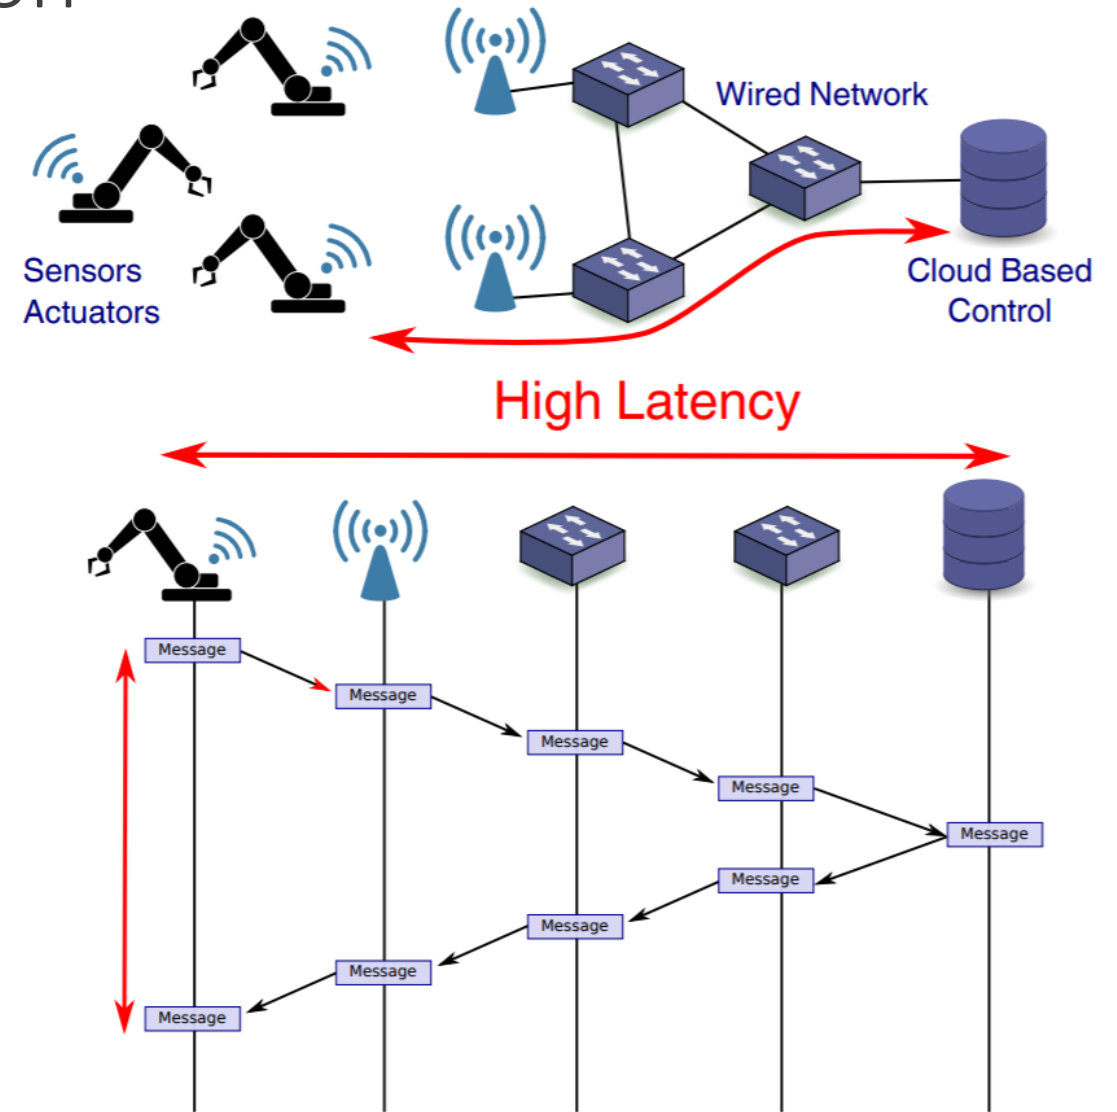 Wired Network
Sensors
Actuators
Cloud Based
Control
High Latency
Message
Message
Message
Message
Message
Message
Message
Message
Message